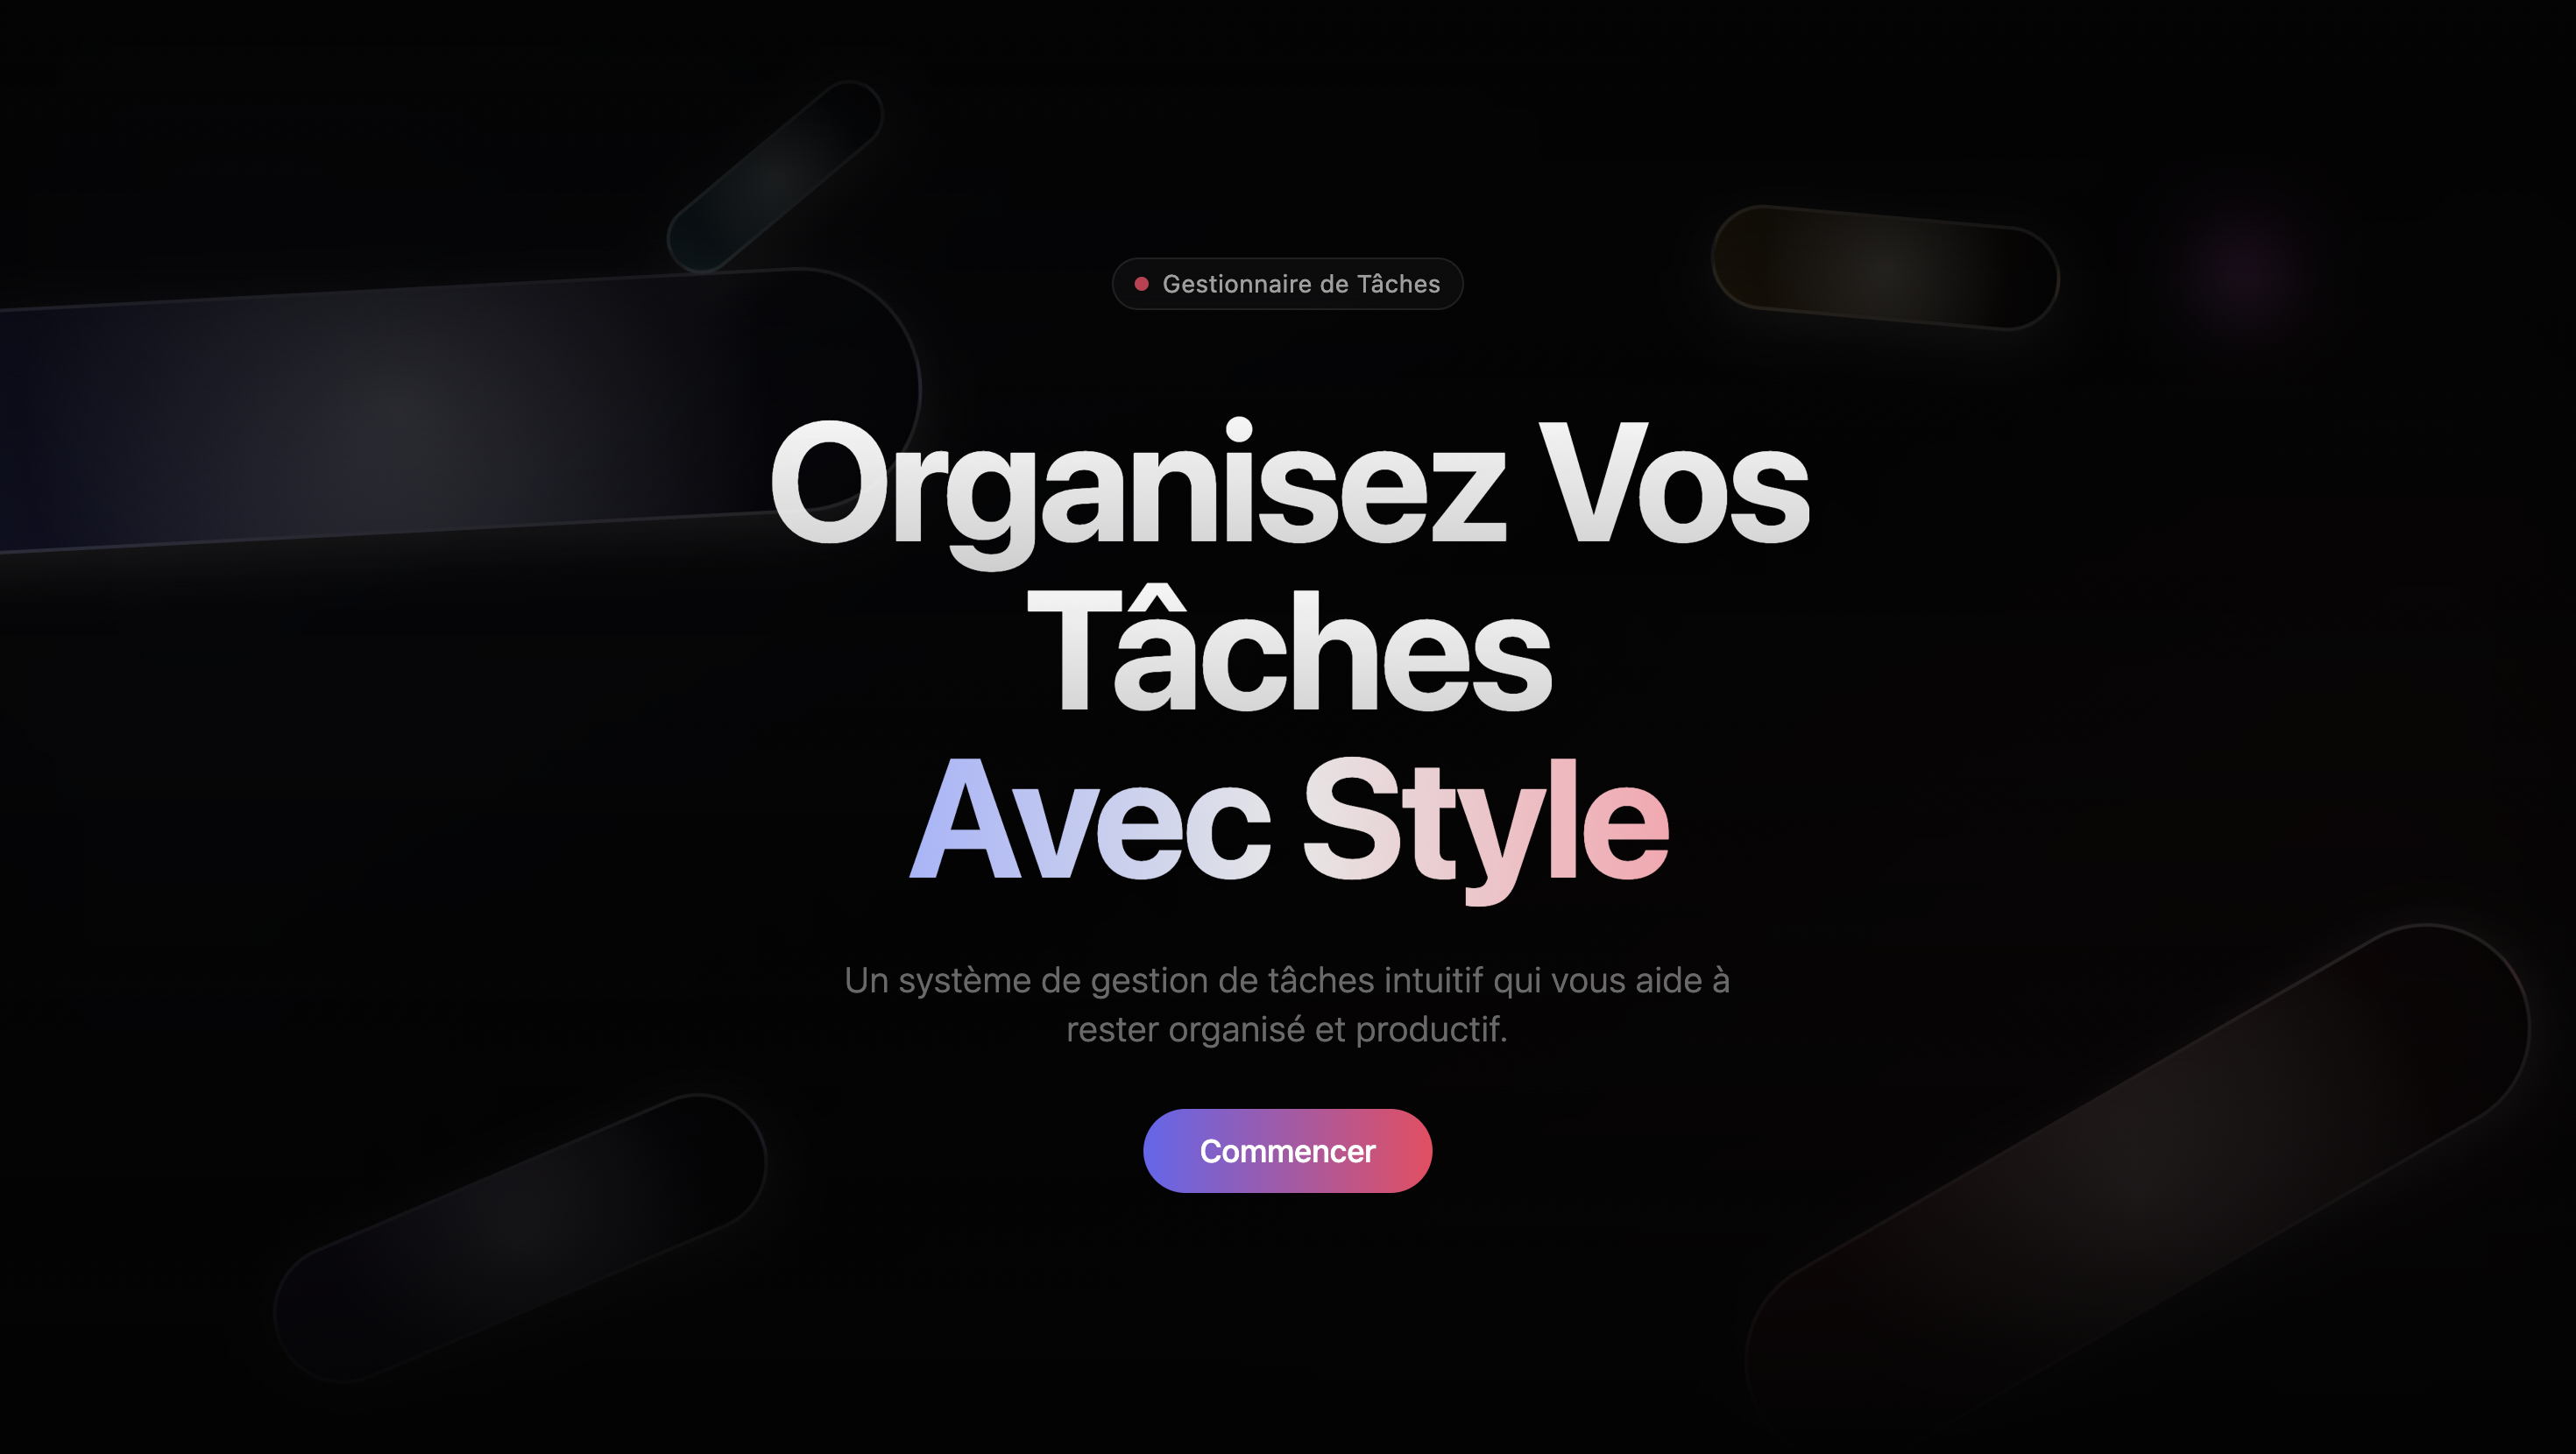 Gestionnaire de Tâches
Organisez Vos
Tâches
Avec Style
Un système de gestion de tâches intuitif qui vous aide à
rester organisé et productif.
Commencer